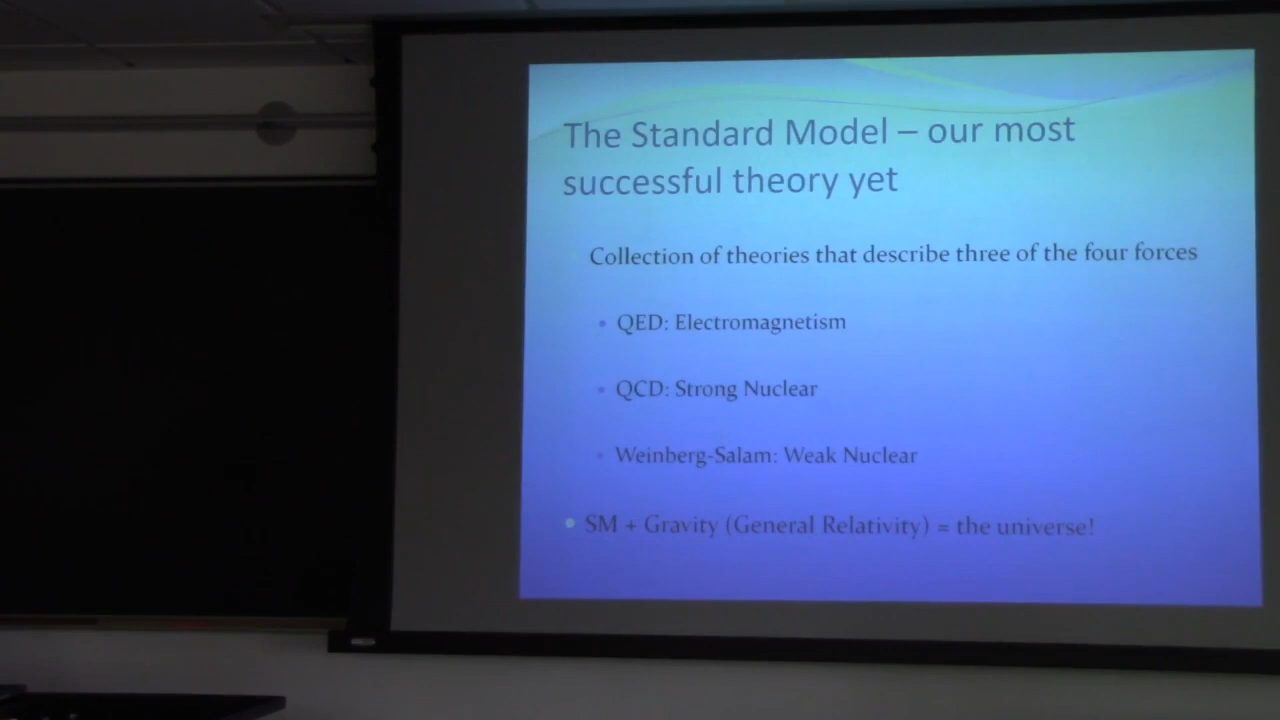 The Standard Model – our most
successful theory yet
Collection of theories that describe three of the four forces
• QED: Electromagnetism
• QCD: Strong Nuclear
• Weinberg-Salam: Weak Nuclear
• SM + Gravity (General Relativity) = the universe!